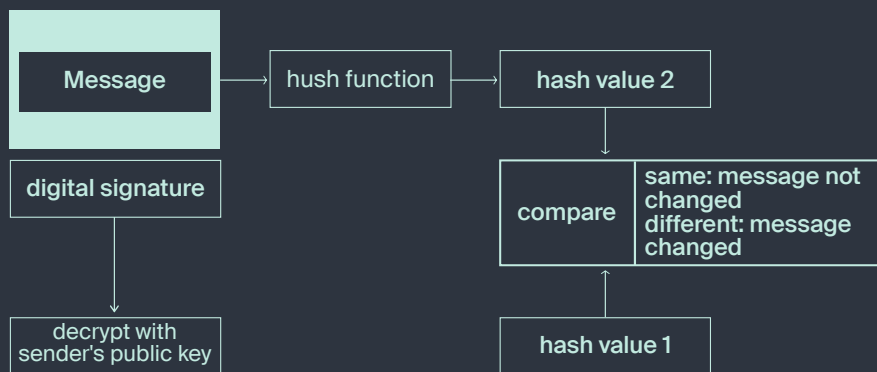 Message
hush function
hash value 2
digital signature
compare
same: message not
changed
different: message
changed
decrypt with
sender's public key
hash value 1